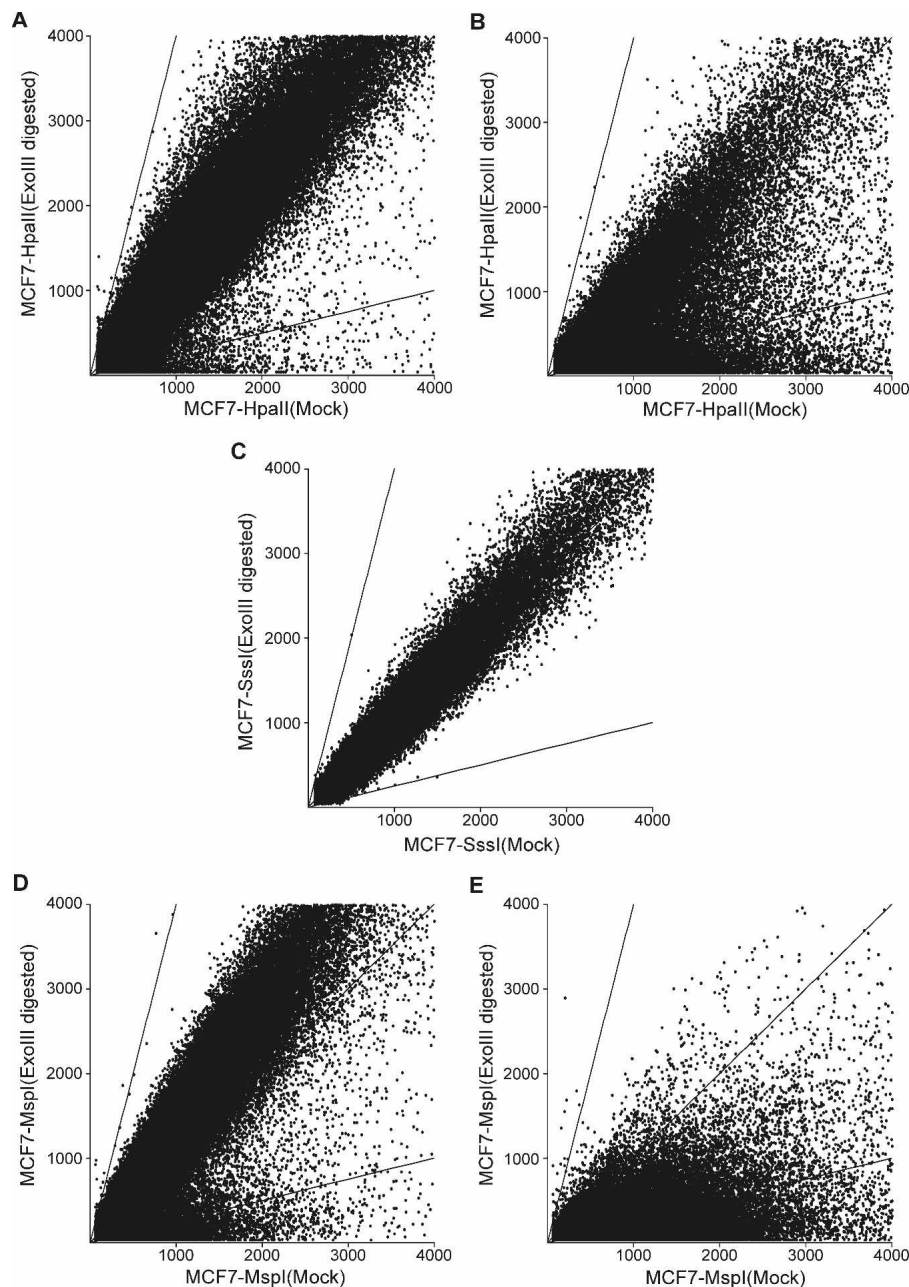 A
4000
3000
2000
1000
1000
2000
3000
4000
MCF7-HpaII(ExoIII digested)
MCF7-HpaII(Mock)
B
4000
3000
2000
1000
1000
2000
3000
4000
MCF7-HpaII(ExoIII digested)
MCF7-HpaII(Mock)
C
4000
3000
2000
1000
1000
2000
3000
4000
MCF7-SssI(ExoIII digested)
MCF7-SssI(Mock)
D
4000
3000
2000
1000
1000
2000
3000
4000
MCF7-MspI(ExoIII digested)
MCF7-MspI(Mock)
E
4000
3000
2000
1000
1000
2000
3000
4000
MCF7-MspI(ExoIII digested)
MCF7-MspI(Mock)